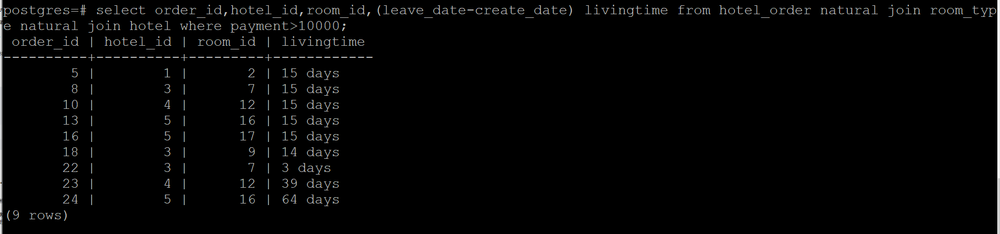 postgres=# select order_id,hotel_id,room_id,(leave_date-create_date) livingtime from hotel_order natural join room_typ
e natural join hotel where payment>10000;
 order_id | hotel_id | room_id | livingtime
----------+----------+---------+------------
        5 |        1 |       2 | 15 days
        8 |        3 |       7 | 15 days
       10 |        4 |      12 | 15 days
       13 |        5 |      16 | 15 days
       16 |        5 |      17 | 15 days
       18 |        3 |       9 | 14 days
       22 |        3 |       7 | 3 days
       23 |        4 |      12 | 39 days
       24 |        5 |      16 | 64 days
(9 rows)